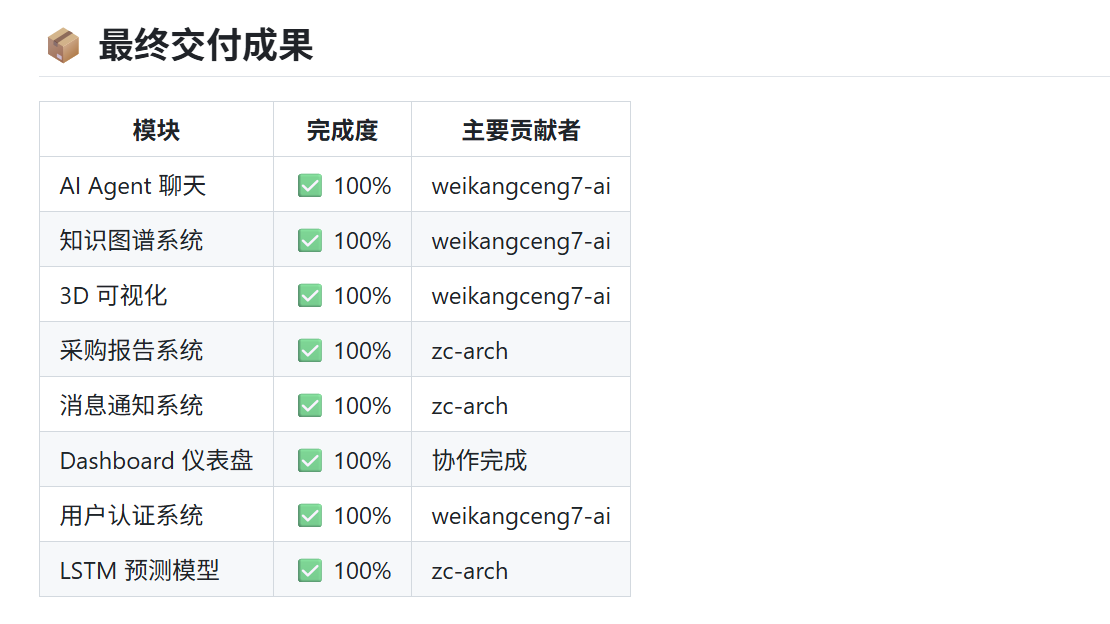 📦 最终交付成果
模块 完成度 主要贡献者
AI Agent 聊天 ✅ 100% weikangceng7-ai
知识图谱系统 ✅ 100% weikangceng7-ai
3D 可视化 ✅ 100% weikangceng7-ai
采购报告系统 ✅ 100% zc-arch
消息通知系统 ✅ 100% zc-arch
Dashboard 仪表盘 ✅ 100% 协作完成
用户认证系统 ✅ 100% weikangceng7-ai
LSTM 预测模型 ✅ 100% zc-arch